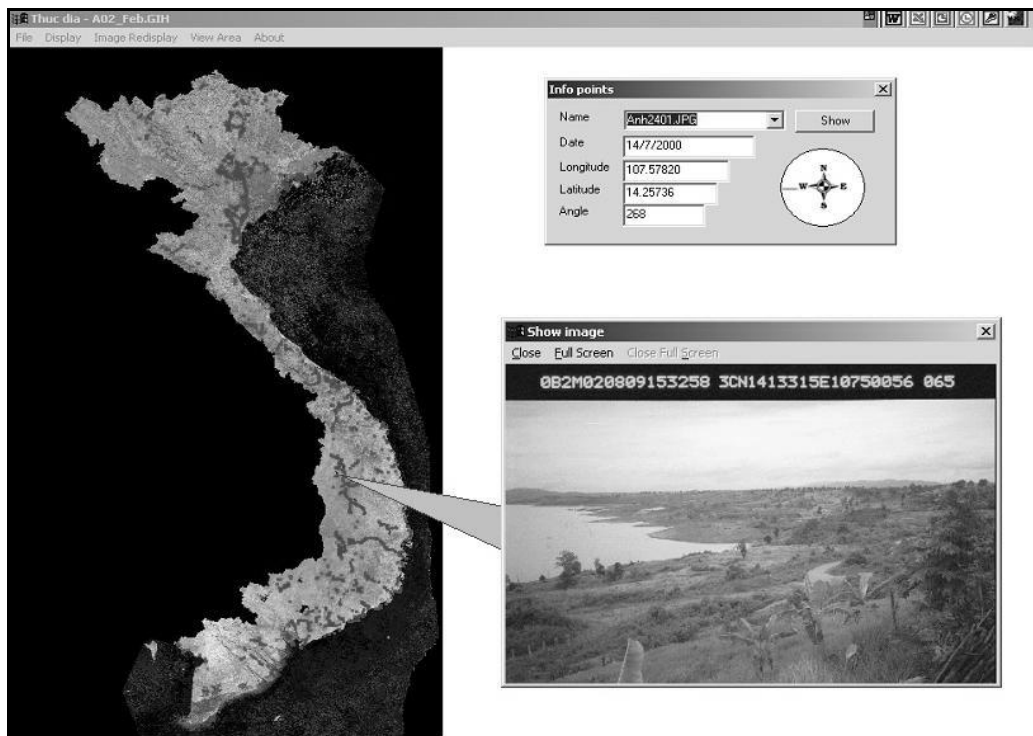 Thuc dia - A02_Feb.GIH
File Display Image Redisplay View Area About
Info points
Name Anh2401.JPG Show
Date 14/7/2000
Longitude 107.57820
Latitude 14.25736
Angle 268
N
W E
S
Show image
Close Full Screen Close Full Screen
0B2M020809153258 3CN1413315E10750056 065